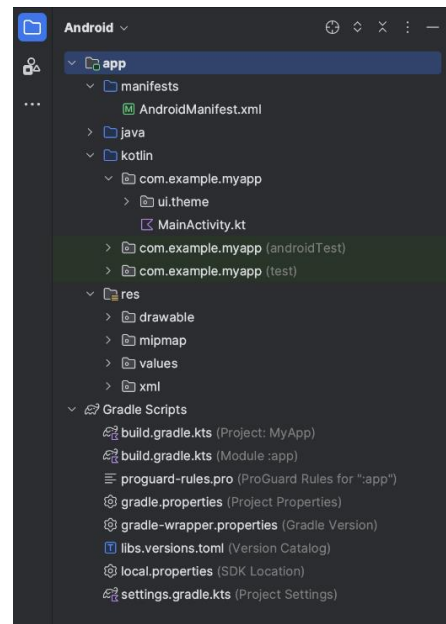 Android
app
manifests
AndroidManifest.xml
java
kotlin
com.example.myapp
ui.theme
MainActivity.kt
com.example.myapp (androidTest)
com.example.myapp (test)
res
drawable
mipmap
values
xml
Gradle Scripts
build.gradle.kts (Project: MyApp)
build.gradle.kts (Module :app)
proguard-rules.pro (ProGuard Rules for ":app")
gradle.properties (Project Properties)
gradle-wrapper.properties (Gradle Version)
libs.versions.toml (Version Catalog)
local.properties (SDK Location)
settings.gradle.kts (Project Settings)